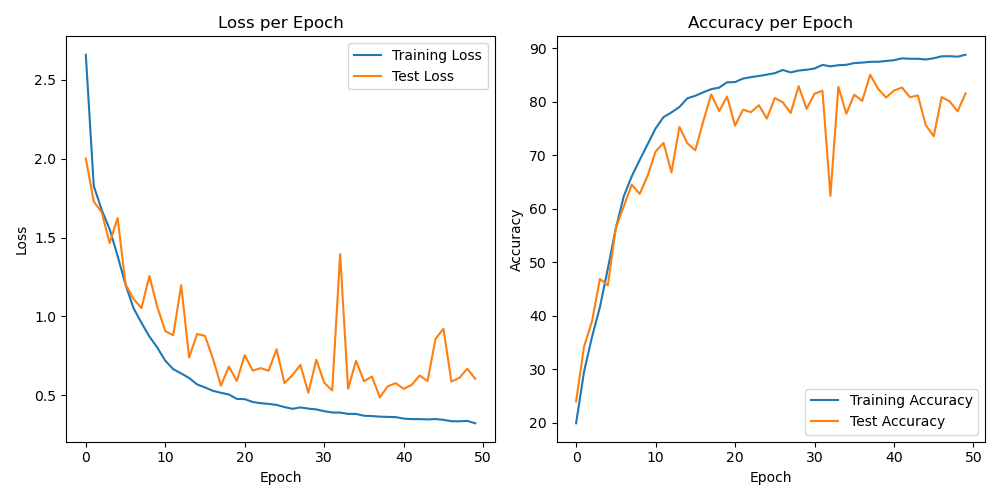 Loss per Epoch
Training Loss
Test Loss
2.5
2.0
1.5
1.0
0.5
Loss
0 10 20 30 40 50
Epoch
Accuracy per Epoch
90
80
70
60
50
40
30
20
Accuracy
Training Accuracy
Test Accuracy
0 10 20 30 40 50
Epoch